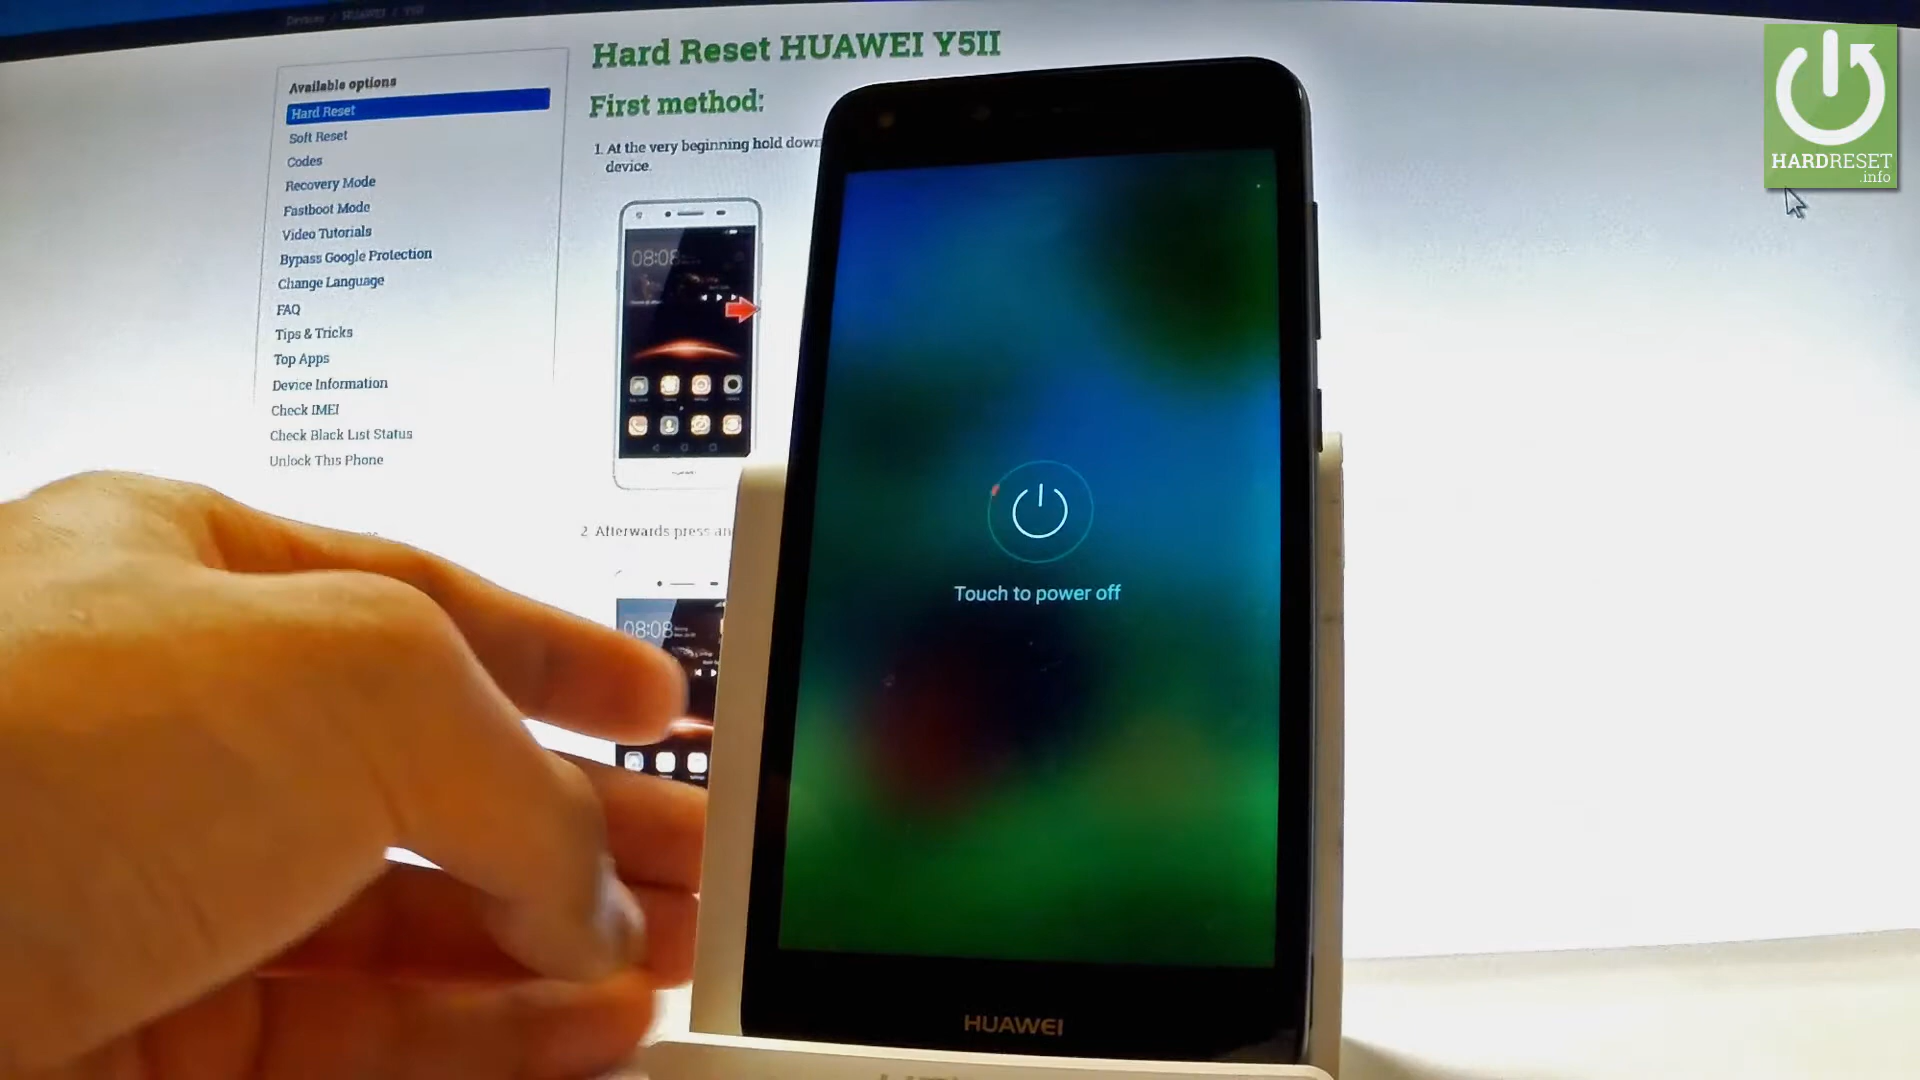 Devices / HUAWEI / Y5II
Hard Reset HUAWEI Y5II
Available options
Hard Reset
Soft Reset
Codes
Recovery Mode
Fastboot Mode
Video Tutorials
Bypass Google Protection
Change Language
FAQ
Tips & Tricks
Top Apps
Device Information
Check IMEI
Check Black List Status
Unlock This Phone
First method:
1. At the very beginning hold down
device.
08:08
2 Afterwards press an
08:08
Touch to power off
HUAWEI
HARDRESET
.info